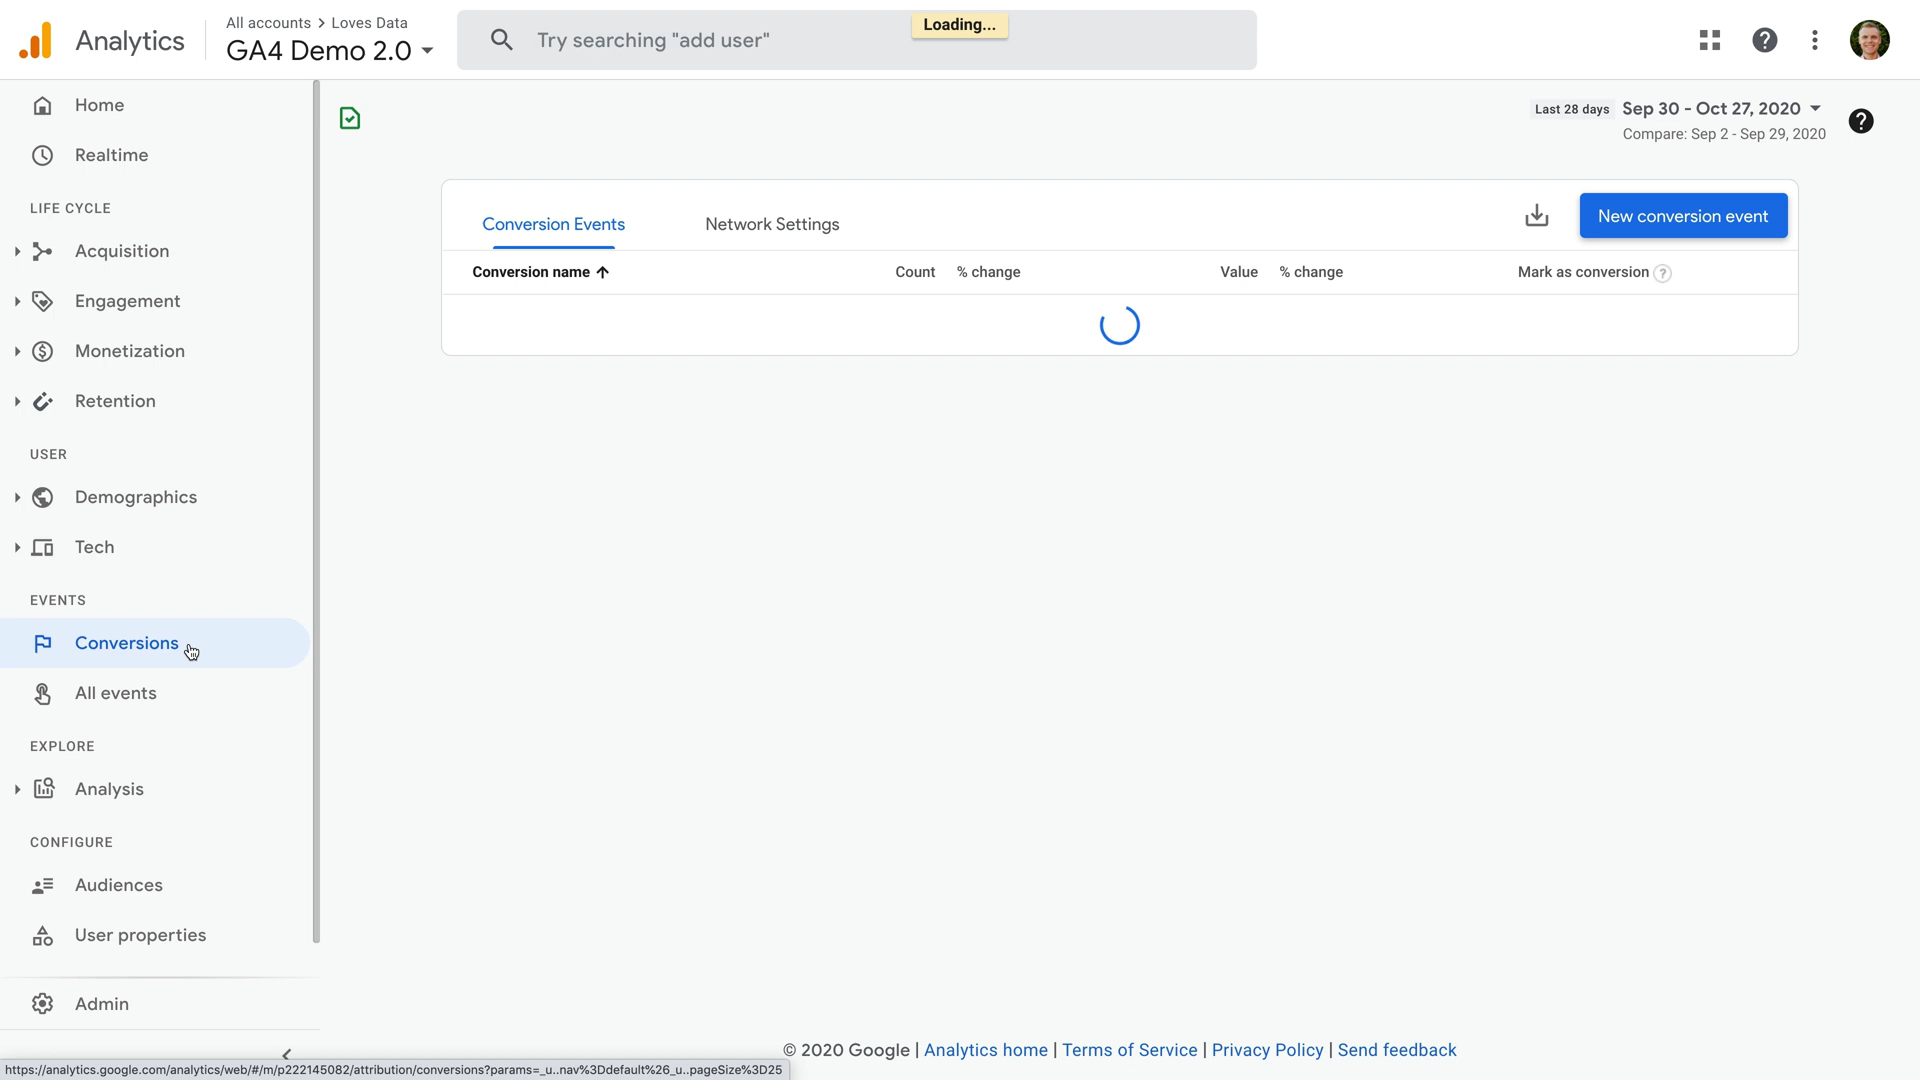 Analytics
All accounts > Loves Data
GA4 Demo 2.0
Try searching "add user"
Loading...
Home
Realtime
LIFE CYCLE
Acquisition
Engagement
Monetization
Retention
USER
Demographics
Tech
EVENTS
Conversions
All events
EXPLORE
Analysis
CONFIGURE
Audiences
User properties
Admin
Last 28 days Sep 30 - Oct 27, 2020
Compare: Sep 2 - Sep 29, 2020
Conversion Events Network Settings New conversion event
Conversion name Count % change Value % change Mark as conversion
© 2020 Google | Analytics home | Terms of Service | Privacy Policy | Send feedback
https://analytics.google.com/analytics/web/#/m/p222145082/attribution/conversions?params=_u..nav%3Ddefault%26_u..pageSize%3D25